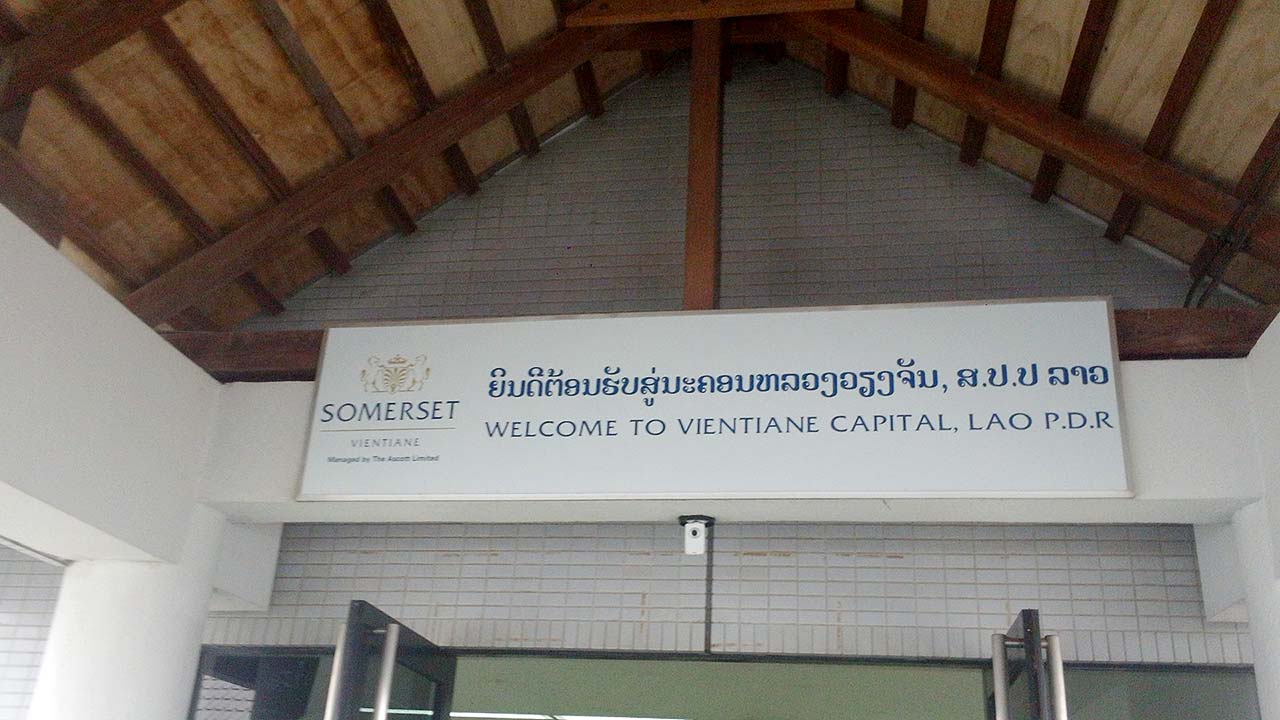 SOMERSET
VIENTIANE
Managed by The Ascott Limited
ຍິນດີຕ້ອນຮັບສູ່ນະຄອນຫລວງວຽງຈັນ, ສ.ປ.ປ ລາວ
WELCOME TO VIENTIANE CAPITAL, LAO P.D.R